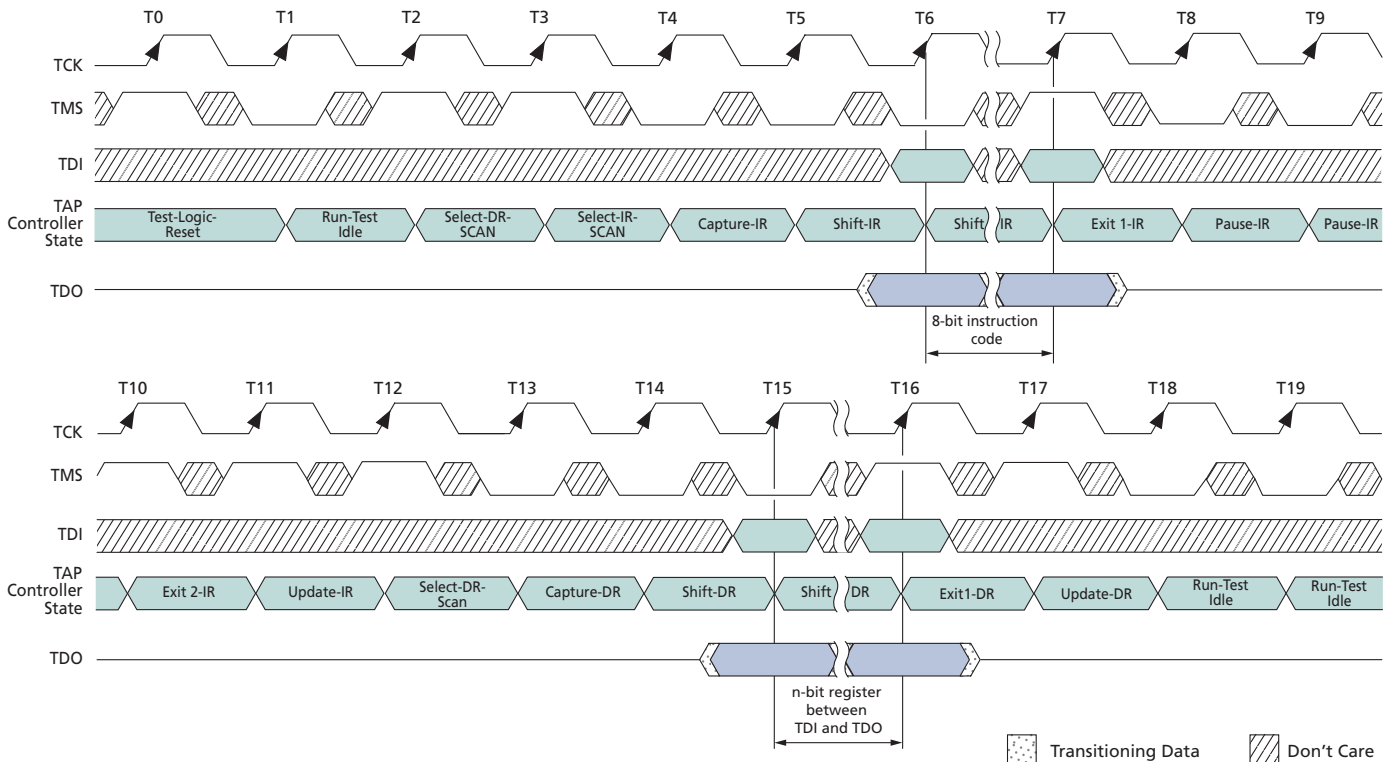 T0 T1 T2 T3 T4 T5 T6 T7 T8 T9
TCK
TMS
TDI
TAP
Controller
State
Test-Logic-
Reset
Run-Test
Idle
Select-DR-
SCAN
Select-IR-
SCAN
Capture-IR
Shift-IR
Shift IR
Exit 1-IR
Pause-IR
Pause-IR
TDO
8-bit instruction
code
T10 T11 T12 T13 T14 T15 T16 T17 T18 T19
TCK
TMS
TDI
TAP
Controller
State
Exit 2-IR
Update-IR
Select-DR-
Scan
Capture-DR
Shift-DR
Shift DR
Exit1-DR
Update-DR
Run-Test
Idle
Run-Test
Idle
TDO
n-bit register
between
TDI and TDO
Transitioning Data
Don't Care